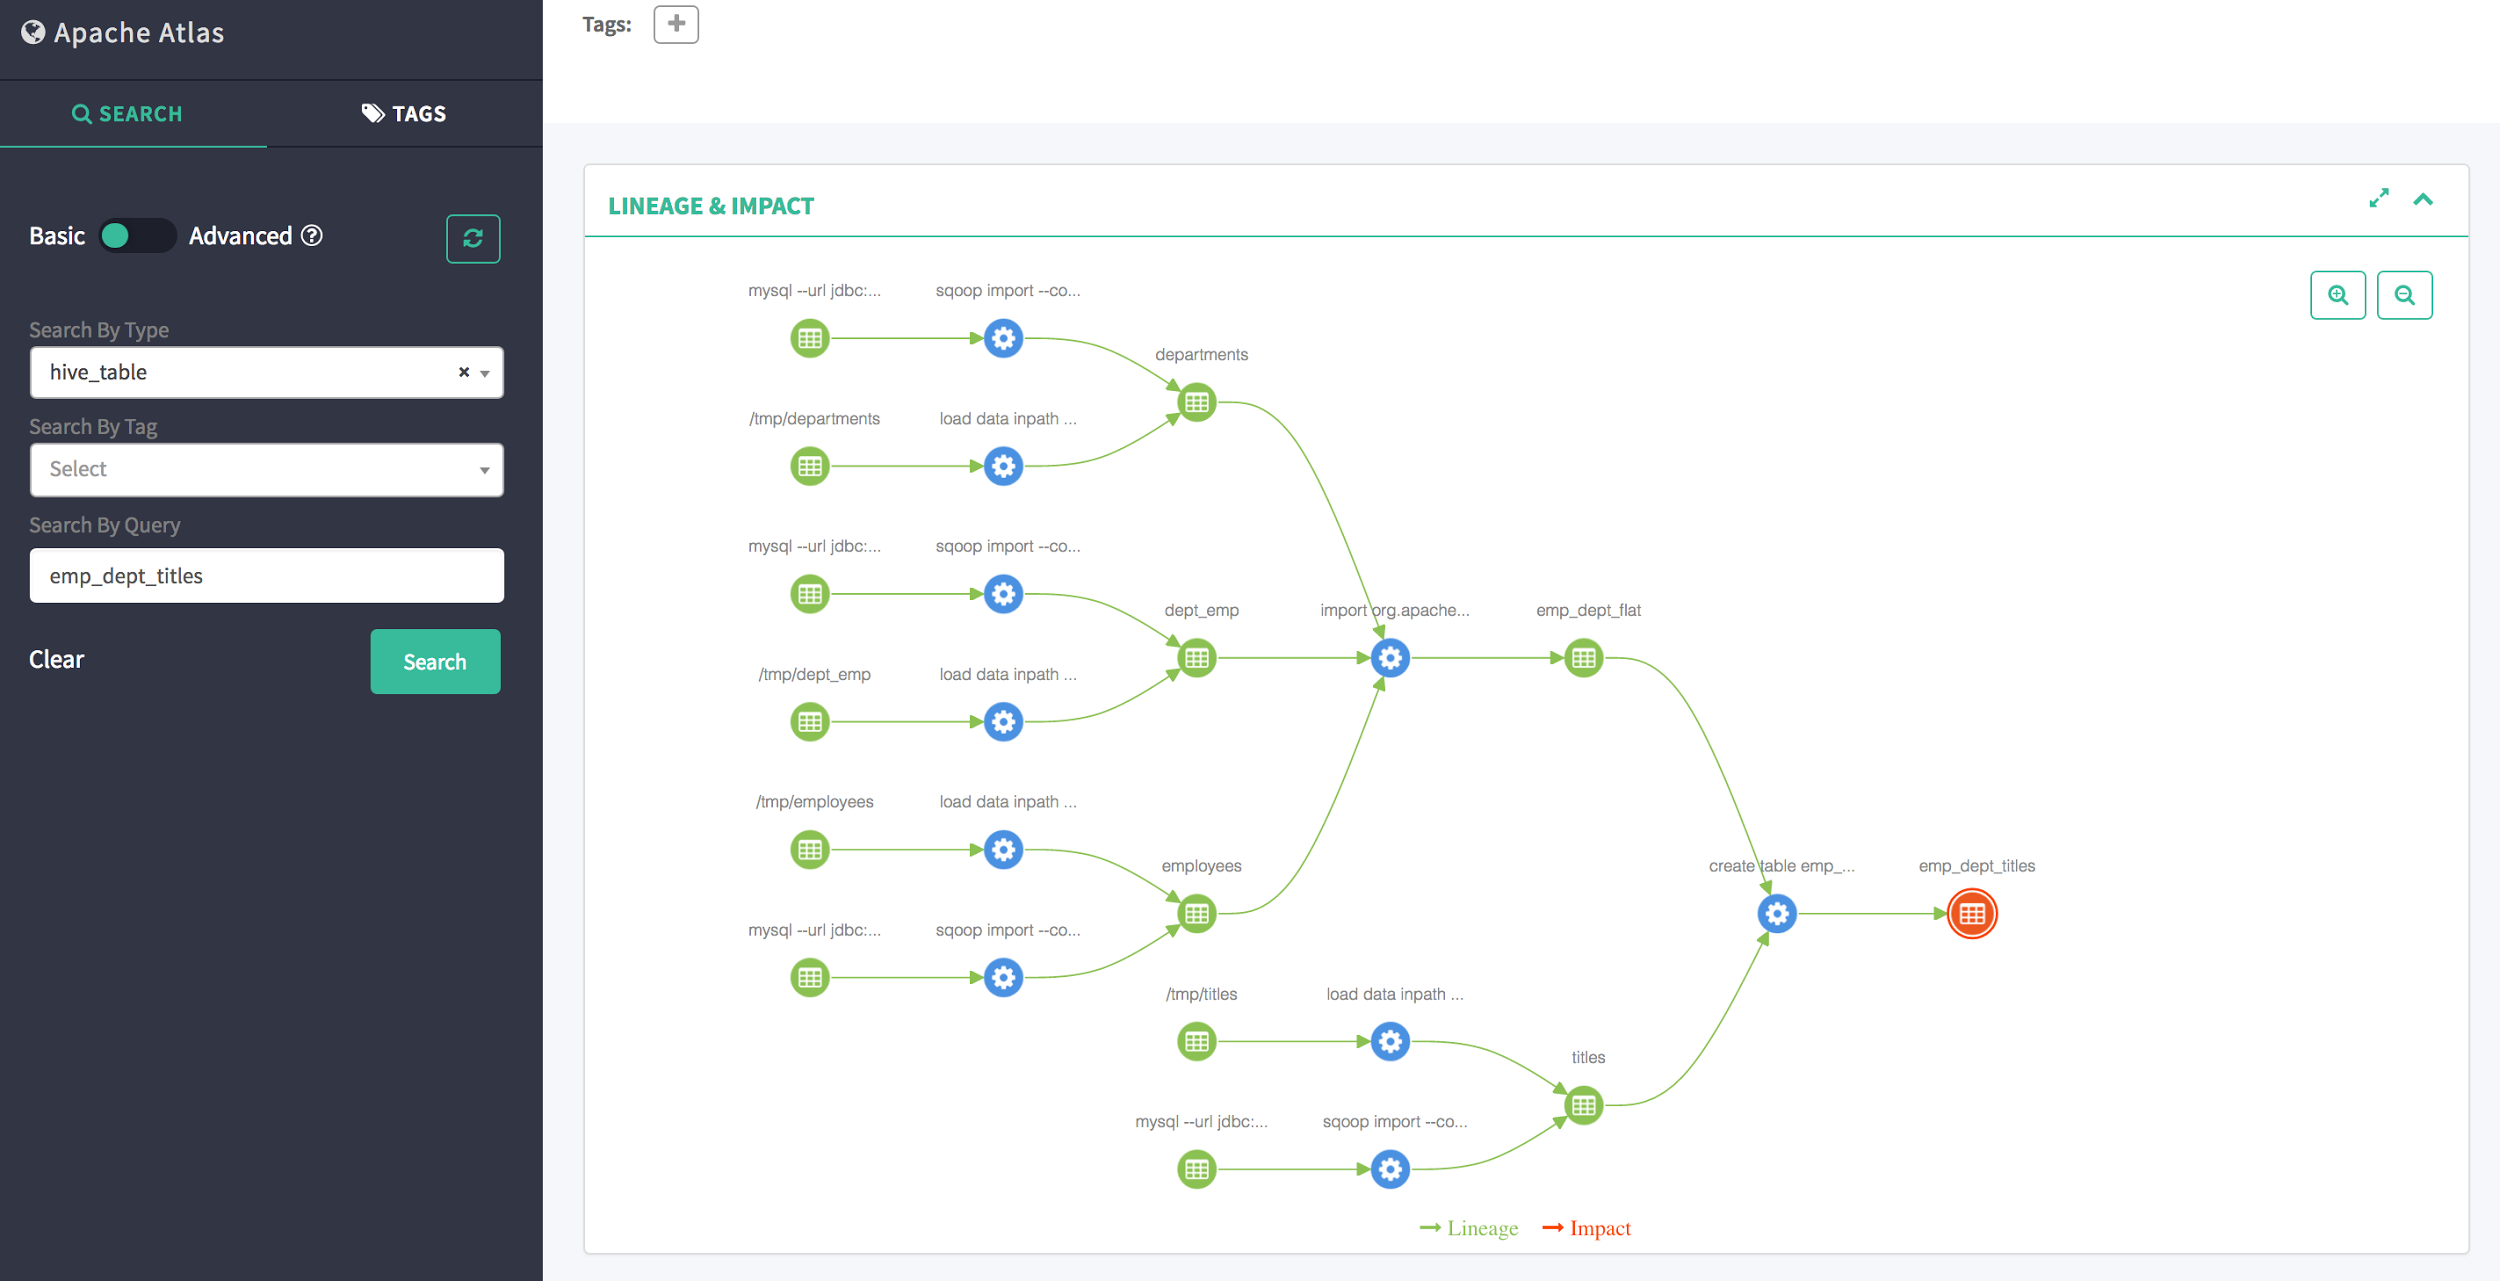 Apache Atlas
SEARCH
TAGS
Basic
Advanced
Search By Type
hive_table
Search By Tag
Select
Search By Query
emp_dept_titles
Clear
Search
Tags:
LINEAGE & IMPACT
mysql --url jdbc:...
sqoop import --co...
departments
/tmp/departments
load data inpath ...
mysql --url jdbc:...
sqoop import --co...
dept_emp
import org.apache...
emp_dept_flat
/tmp/dept_emp
load data inpath ...
/tmp/employees
load data inpath ...
employees
create table emp_...
emp_dept_titles
mysql --url jdbc:...
sqoop import --co...
/tmp/titles
load data inpath ...
titles
mysql --url jdbc:...
sqoop import --co...
Lineage
Impact